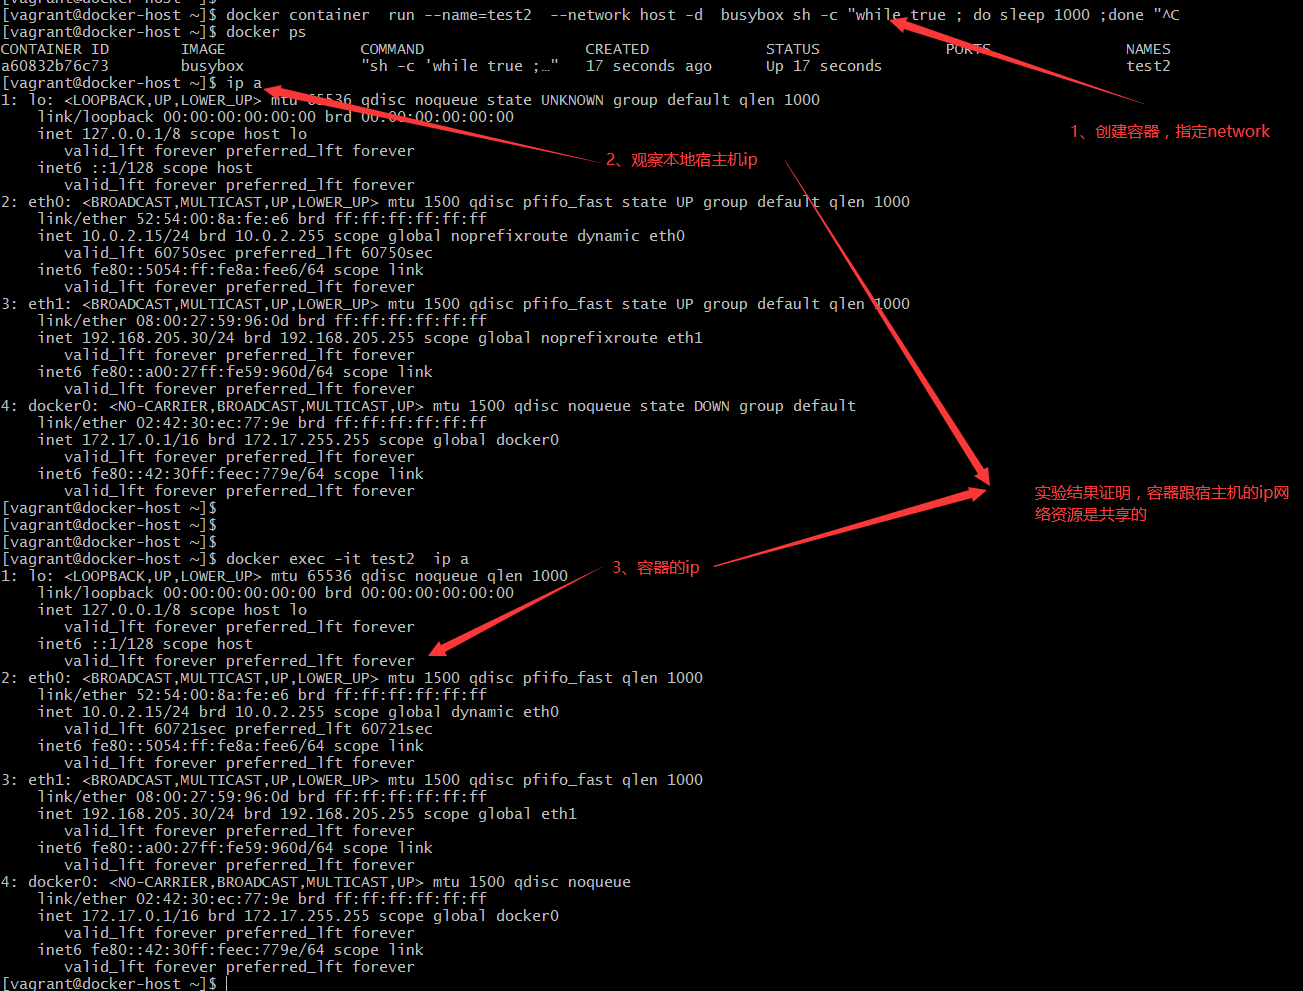 [vagrant@docker-host ~]$ docker container  run --name=test2  --network host -d  busybox sh -c "while true ; do sleep 1000 ;done "^C
[vagrant@docker-host ~]$ docker ps
CONTAINER ID        IMAGE               COMMAND                  CREATED             STATUS              PORTS               NAMES
a60832b76c73        busybox             "sh -c 'while true ;…"   17 seconds ago      Up 17 seconds                           test2
[vagrant@docker-host ~]$ ip a
1: lo: <LOOPBACK,UP,LOWER_UP> mtu 65536 qdisc noqueue state UNKNOWN group default qlen 1000
    link/loopback 00:00:00:00:00:00 brd 00:00:00:00:00:00
    inet 127.0.0.1/8 scope host lo
1、创建容器，指定network
       valid_lft forever preferred_lft forever
2、观察本地宿主机ip
    inet6 ::1/128 scope host
       valid_lft forever preferred_lft forever
2: eth0: <BROADCAST,MULTICAST,UP,LOWER_UP> mtu 1500 qdisc pfifo_fast state UP group default qlen 1000
    link/ether 52:54:00:8a:fe:e6 brd ff:ff:ff:ff:ff:ff
    inet 10.0.2.15/24 brd 10.0.2.255 scope global noprefixroute dynamic eth0
       valid_lft 60750sec preferred_lft 60750sec
    inet6 fe80::5054:ff:fe8a:fee6/64 scope link
       valid_lft forever preferred_lft forever
3: eth1: <BROADCAST,MULTICAST,UP,LOWER_UP> mtu 1500 qdisc pfifo_fast state UP group default qlen 1000
    link/ether 08:00:27:59:96:0d brd ff:ff:ff:ff:ff:ff
    inet 192.168.205.30/24 brd 192.168.205.255 scope global noprefixroute eth1
       valid_lft forever preferred_lft forever
    inet6 fe80::a00:27ff:fe59:960d/64 scope link
       valid_lft forever preferred_lft forever
4: docker0: <NO-CARRIER,BROADCAST,MULTICAST,UP> mtu 1500 qdisc noqueue state DOWN group default
    link/ether 02:42:30:ec:77:9e brd ff:ff:ff:ff:ff:ff
    inet 172.17.0.1/16 brd 172.17.255.255 scope global docker0
       valid_lft forever preferred_lft forever
    inet6 fe80::42:30ff:feec:779e/64 scope link
       valid_lft forever preferred_lft forever
实验结果证明，容器跟宿主机的ip网
络资源是共享的
[vagrant@docker-host ~]$
[vagrant@docker-host ~]$
[vagrant@docker-host ~]$
[vagrant@docker-host ~]$ docker exec -it test2  ip a
3、容器的ip
1: lo: <LOOPBACK,UP,LOWER_UP> mtu 65536 qdisc noqueue qlen 1000
    link/loopback 00:00:00:00:00:00 brd 00:00:00:00:00:00
    inet 127.0.0.1/8 scope host lo
       valid_lft forever preferred_lft forever
    inet6 ::1/128 scope host
       valid_lft forever preferred_lft forever
2: eth0: <BROADCAST,MULTICAST,UP,LOWER_UP> mtu 1500 qdisc pfifo_fast qlen 1000
    link/ether 52:54:00:8a:fe:e6 brd ff:ff:ff:ff:ff:ff
    inet 10.0.2.15/24 brd 10.0.2.255 scope global dynamic eth0
       valid_lft 60721sec preferred_lft 60721sec
    inet6 fe80::5054:ff:fe8a:fee6/64 scope link
       valid_lft forever preferred_lft forever
3: eth1: <BROADCAST,MULTICAST,UP,LOWER_UP> mtu 1500 qdisc pfifo_fast qlen 1000
    link/ether 08:00:27:59:96:0d brd ff:ff:ff:ff:ff:ff
    inet 192.168.205.30/24 brd 192.168.205.255 scope global eth1
       valid_lft forever preferred_lft forever
    inet6 fe80::a00:27ff:fe59:960d/64 scope link
       valid_lft forever preferred_lft forever
4: docker0: <NO-CARRIER,BROADCAST,MULTICAST,UP> mtu 1500 qdisc noqueue
    link/ether 02:42:30:ec:77:9e brd ff:ff:ff:ff:ff:ff
    inet 172.17.0.1/16 brd 172.17.255.255 scope global docker0
       valid_lft forever preferred_lft forever
    inet6 fe80::42:30ff:feec:779e/64 scope link
       valid_lft forever preferred_lft forever
[vagrant@docker-host ~]$